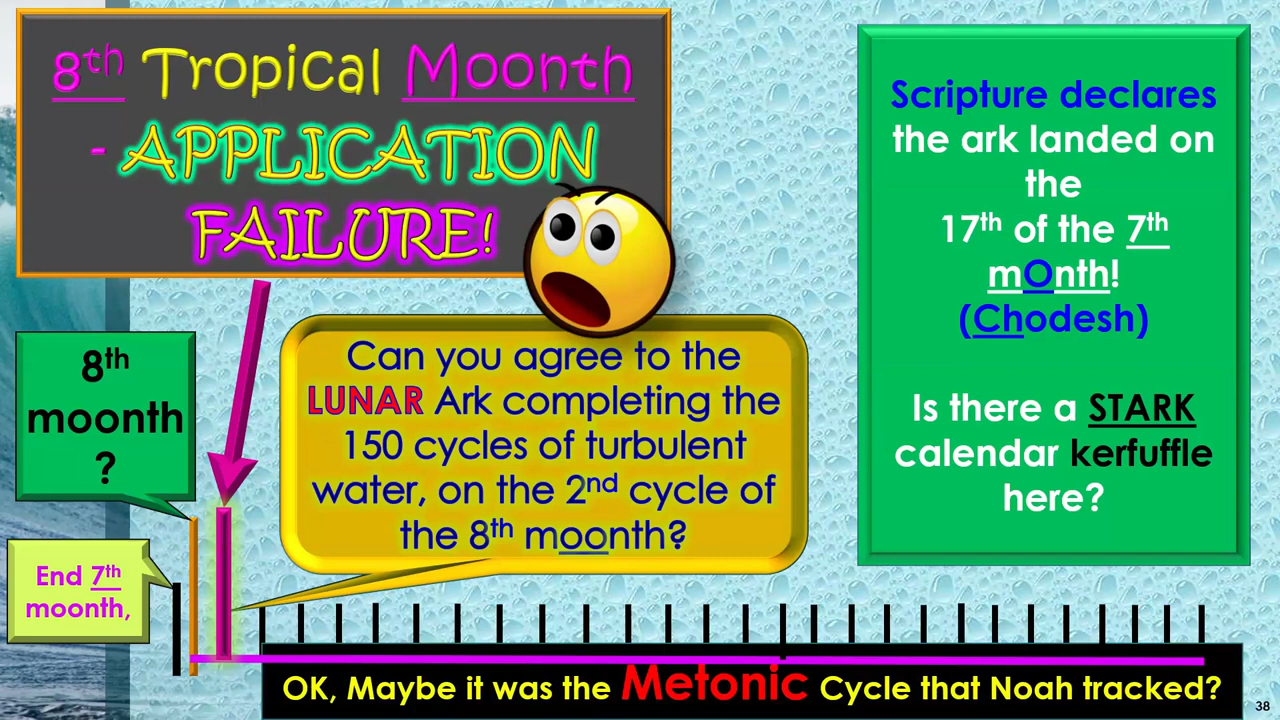 8th Tropical Moonth
- APPLICATION
FAILURE!
Scripture declares
the ark landed on
the
17th of the 7th
mOnth!
(Chodesh)
Is there a STARK
calendar kerfuffle
here?
8th
moonth
?
Can you agree to the
LUNAR Ark completing the
150 cycles of turbulent
water, on the 2nd cycle of
the 8th moonth?
End 7th
moonth,
OK, Maybe it was the Metonic Cycle that Noah tracked?
38